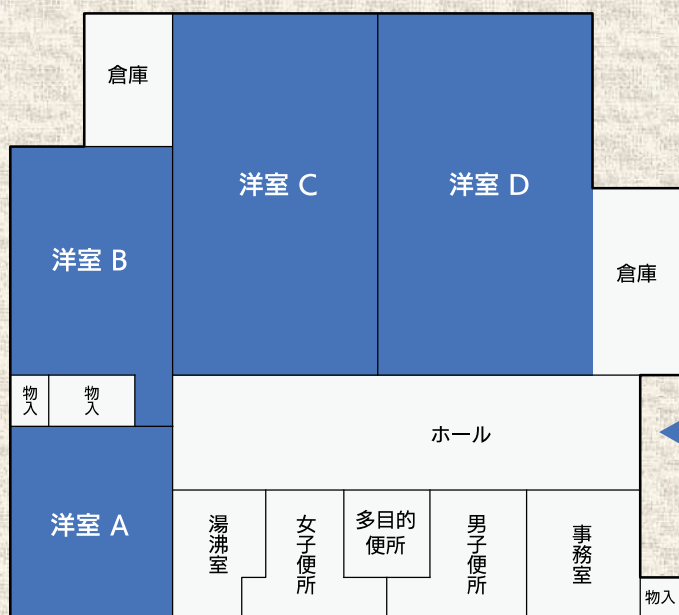 倉庫
洋室 C
洋室 D
洋室 B
倉庫
物入
物入
ホール
洋室 A
湯沸室
女子便所
多目的
便所
男子便所
事務室
物入